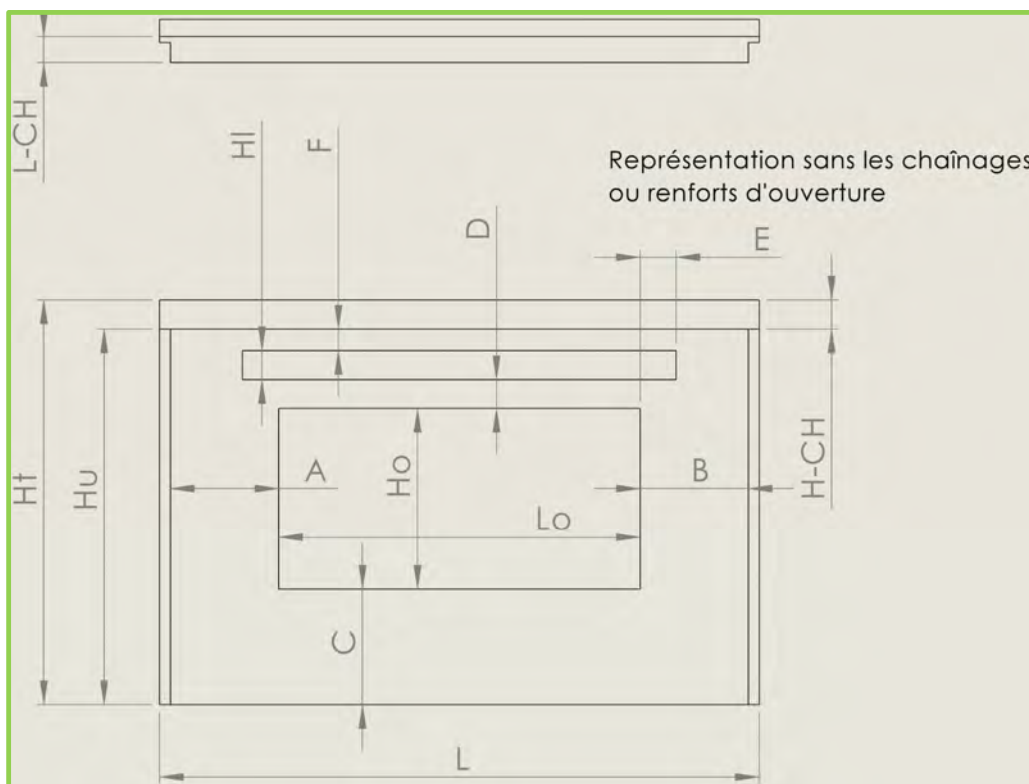 L-CH
Hl
F
Représentation sans les chaînages
ou renforts d'ouverture
D
E
Ht
Hu
A
Ho
B
H-CH
Lo
C
L